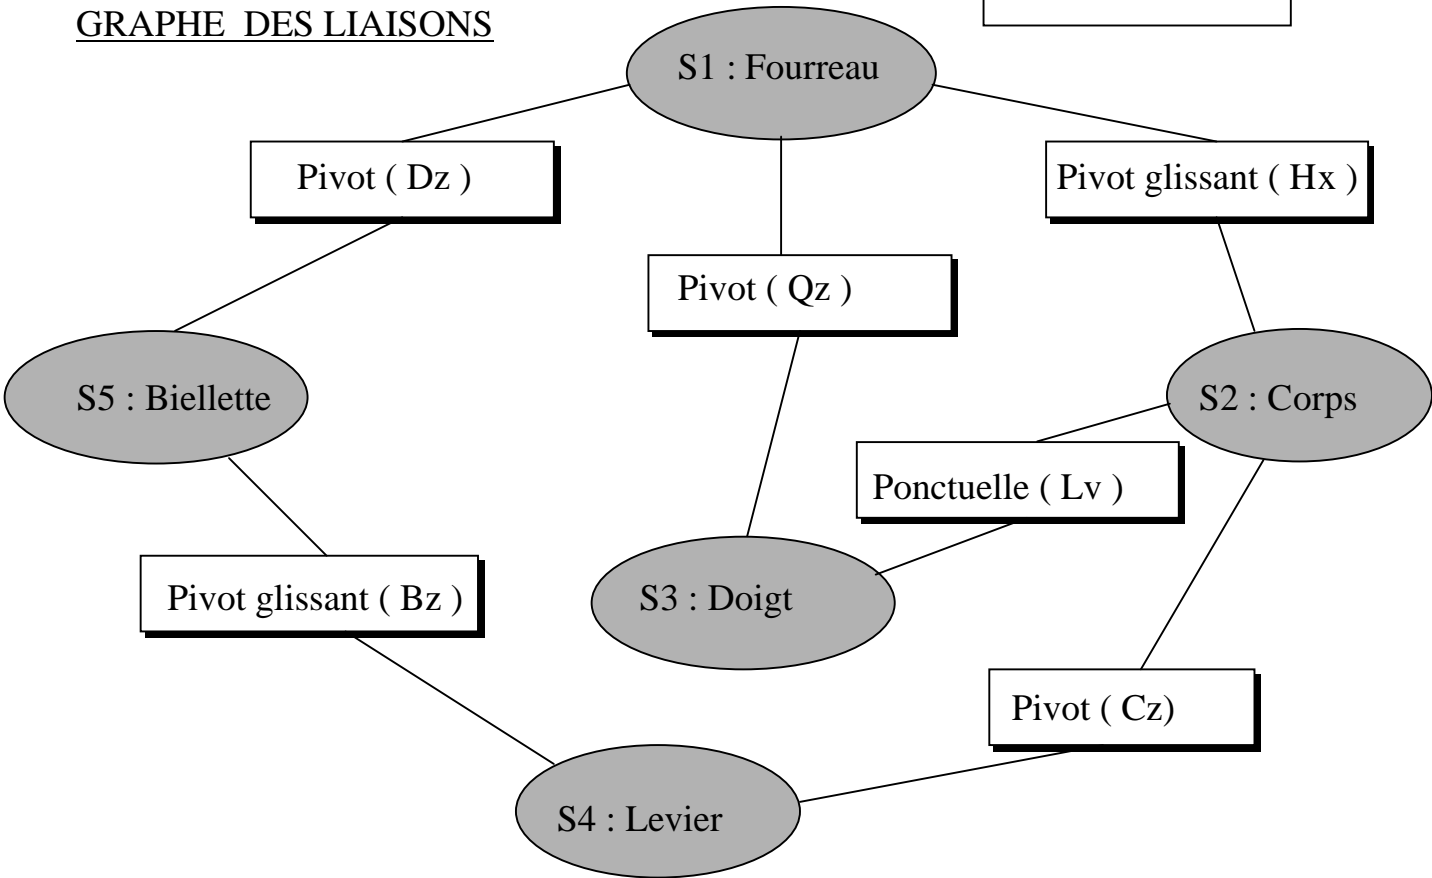 GRAPHE DES LIAISONS
S1 : Fourreau
Pivot ( Dz )
Pivot glissant ( Hx )
Pivot ( Qz )
S5 : Biellette
S2 : Corps
Ponctuelle ( Lv )
Pivot glissant ( Bz )
S3 : Doigt
Pivot ( Cz)
S4 : Levier